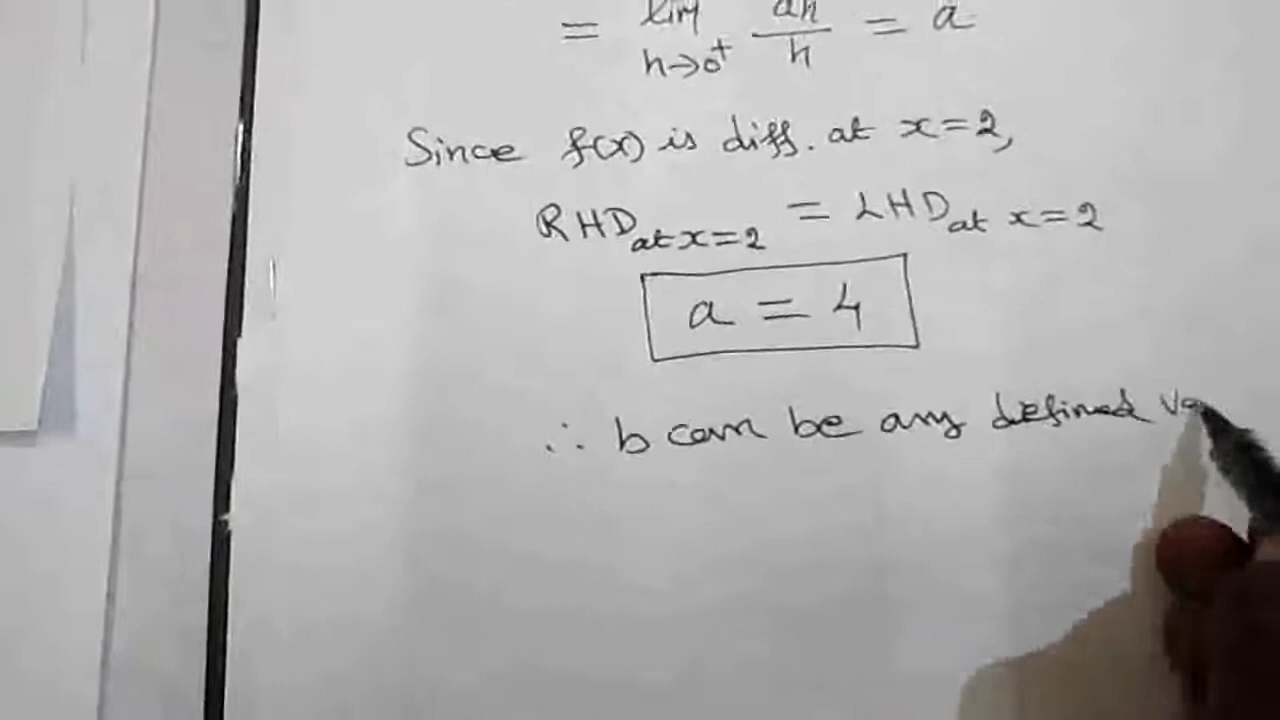 = lim ah/h = a
h→0⁺
Since f(x) is diff. at x=2,
RHD at x=2 = LHD at x=2
a = 4
∴ b can be any defined